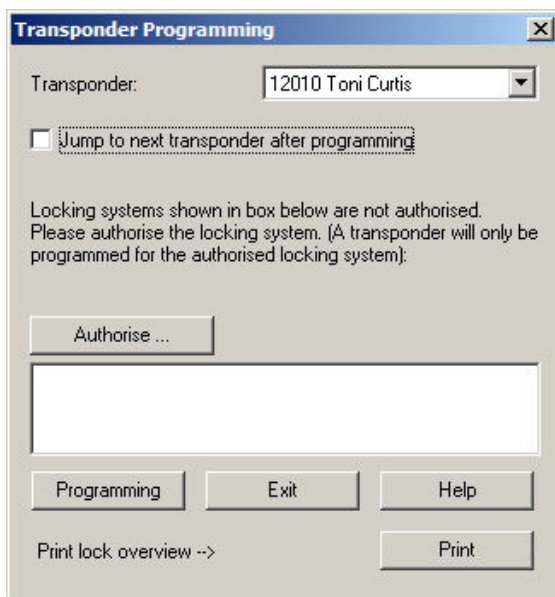 Transponder Programming
Transponder:
12010 Toni Curtis
Jump to next transponder after programming
Locking systems shown in box below are not authorised.
Please authorise the locking system. (A transponder will only be
programmed for the authorised locking system):
Authorise ...
Programming
Exit
Help
Print lock overview -->
Print